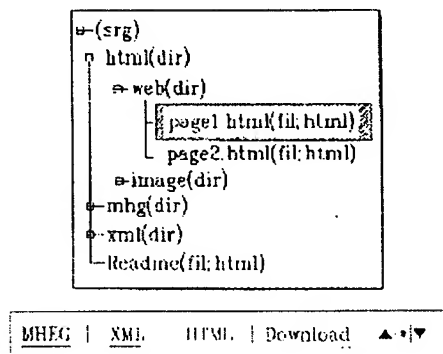 (srg)
html(dir)
web(dir)
page1.html(fil;html)
page2.html(fil;html)
image(dir)
mhg(dir)
xml(dir)
Readme(fil;html)
MHEG | XML HTML | Download ▲ • | ▼